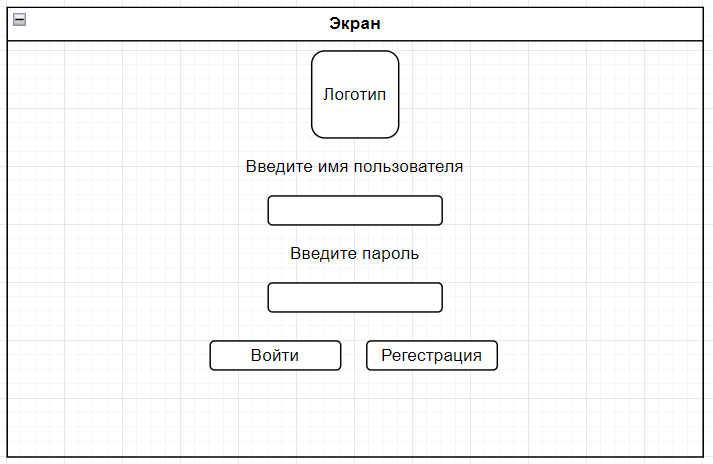 Экран
Логотип
Введите имя пользователя
Введите пароль
Войти
Регестрация